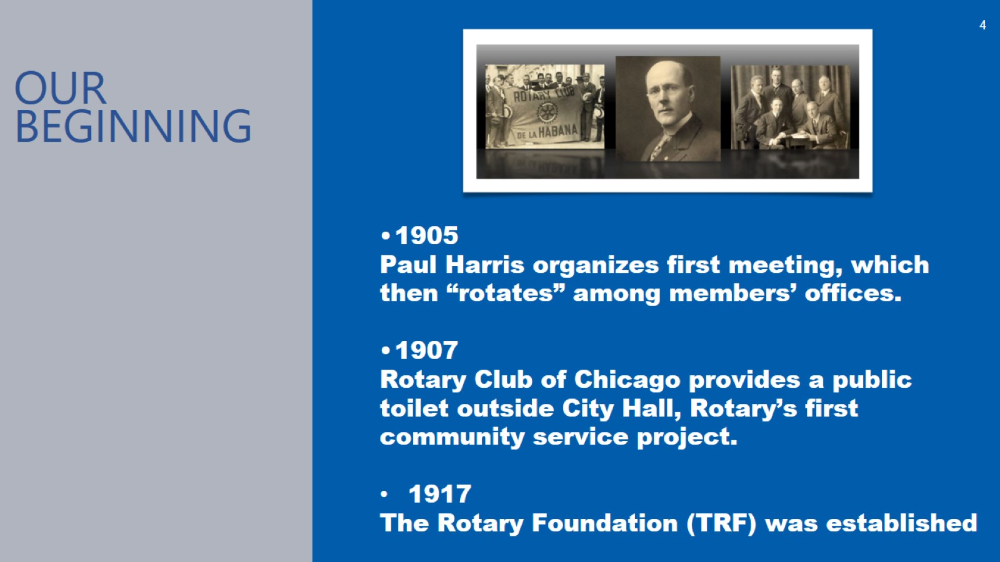 4
OUR
BEGINNING
ROTARY CLUB
DE LA HABANA
•1905
Paul Harris organizes first meeting, which
then “rotates” among members’ offices.
•1907
Rotary Club of Chicago provides a public
toilet outside City Hall, Rotary’s first
community service project.
• 1917
The Rotary Foundation (TRF) was established